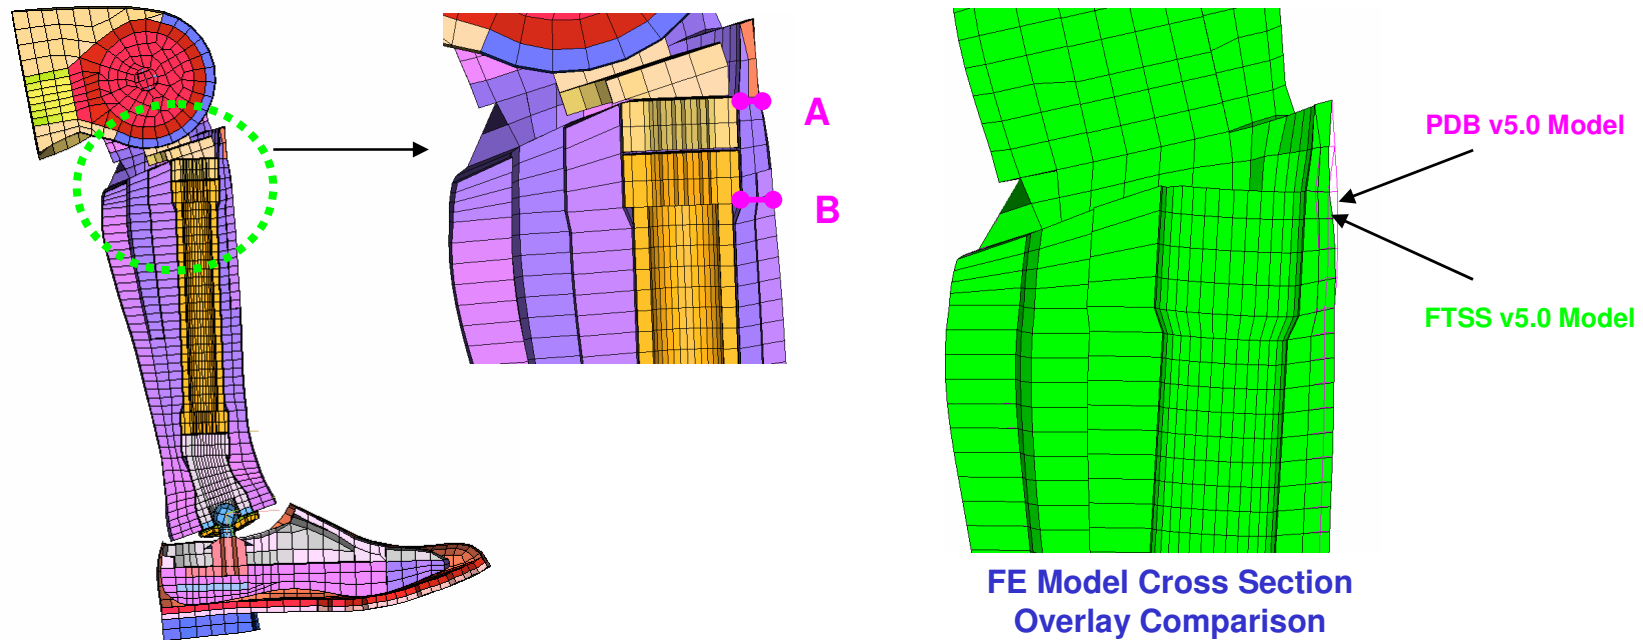 A
B
PDB v5.0 Model
FTSS v5.0 Model
FE Model Cross Section
Overlay Comparison